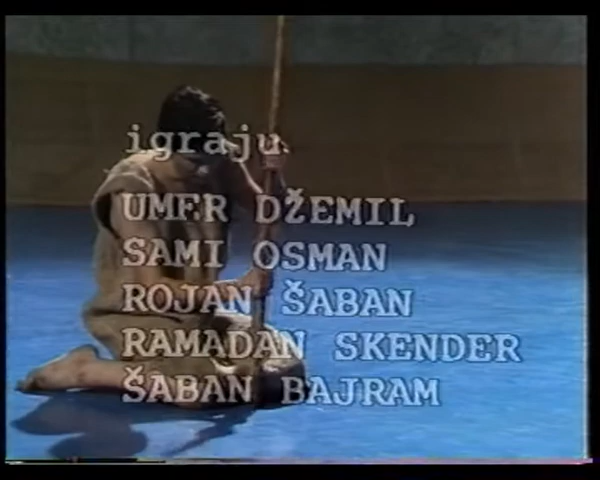 igraju
UMER DŽEMIL
SAMI OSMAN
ROJAN ŠABAN
RAMADAN SKENDER
ŠABAN BAJRAM